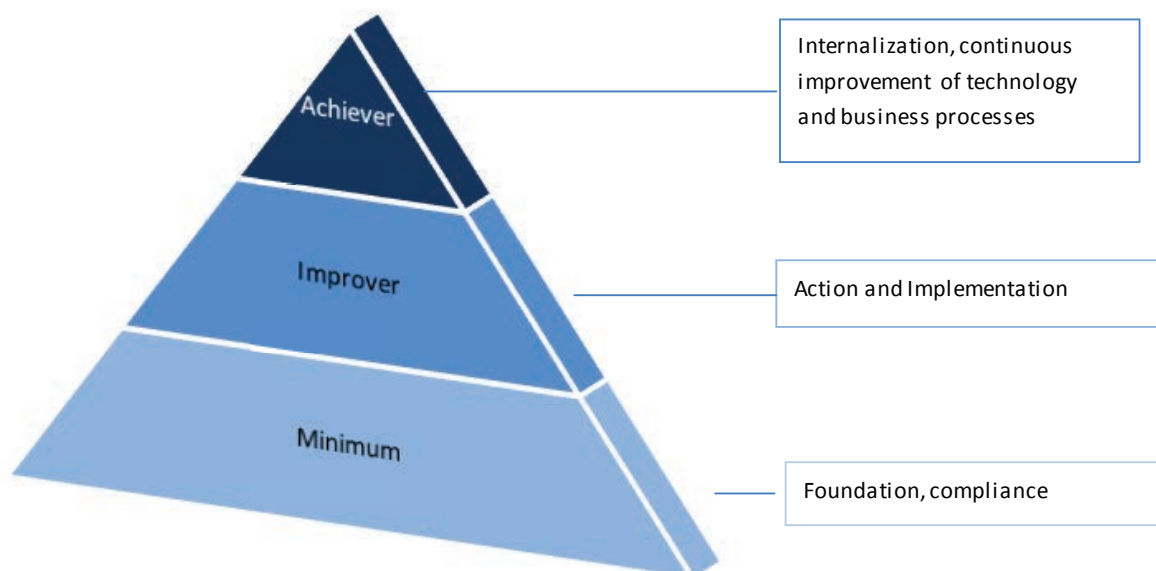 Achiever
Internalization, continuous
improvement of technology
and business processes
Improver
Action and Implementation
Minimum
Foundation, compliance